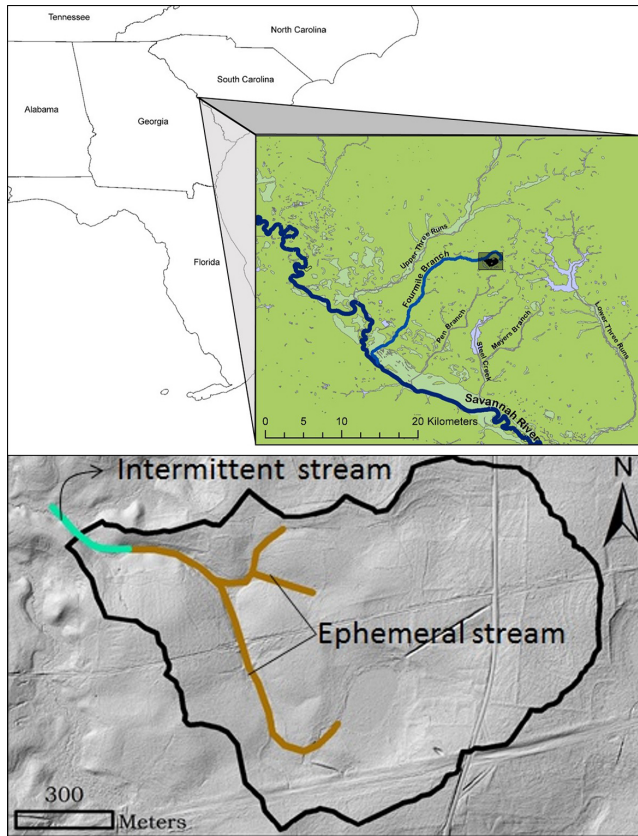 Tennessee
North Carolina
South Carolina
Alabama
Georgia
Florida
Upper Three Runs
Fourmile Branch
Pen Branch
Steel Creek
Meyers Branch
Lower Three Runs
Savannah River
0 5 10 20 Kilometers
Intermittent stream
N
Ephemeral stream
300
Meters